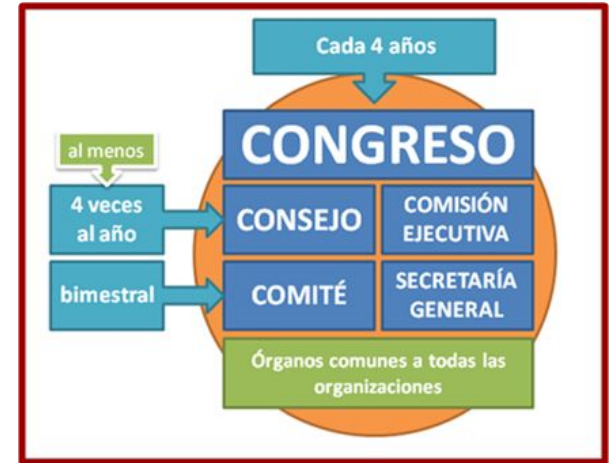 Cada 4 años
CONGRESO
al menos
4 veces
al año
CONSEJO
COMISIÓN
EJECUTIVA
bimestral
COMITÉ
SECRETARÍA
GENERAL
Órganos comunes a todas las
organizaciones